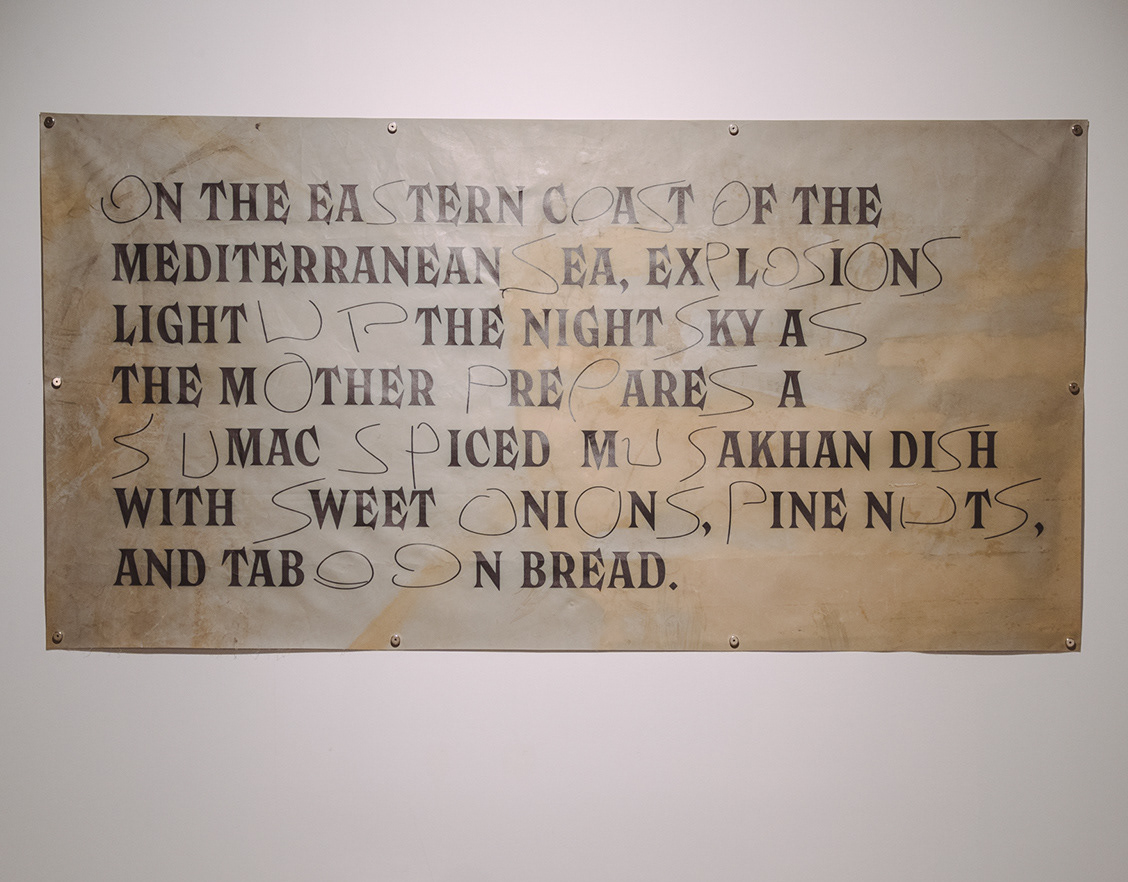 ON THE EASTERN COAST OF THE
MEDITERRANEAN SEA, EXPLOSIONS
LIGHT UP THE NIGHT SKY AS
THE MOTHER PREPARES A
SUMAC SPICED MUSAKHAN DISH
WITH SWEET ONIONS, PINE NUTS,
AND TABOON BREAD.